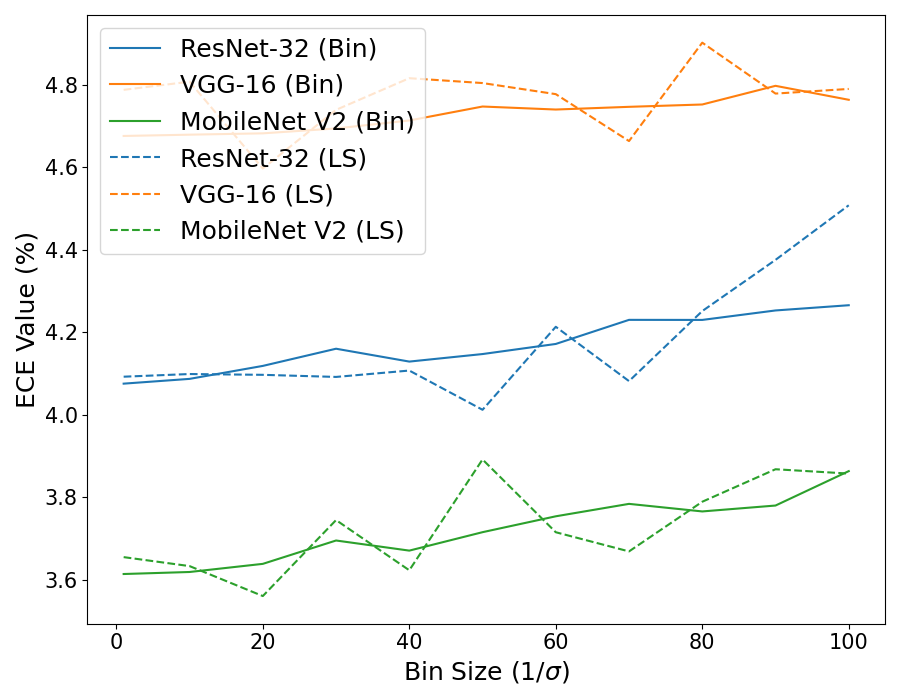 ResNet-32 (Bin)
VGG-16 (Bin)
MobileNet V2 (Bin)
ResNet-32 (LS)
VGG-16 (LS)
MobileNet V2 (LS)
4.8
4.6
4.4
4.2
4.0
3.8
3.6
ECE Value (%)
0 20 40 60 80 100
Bin Size (1/σ)